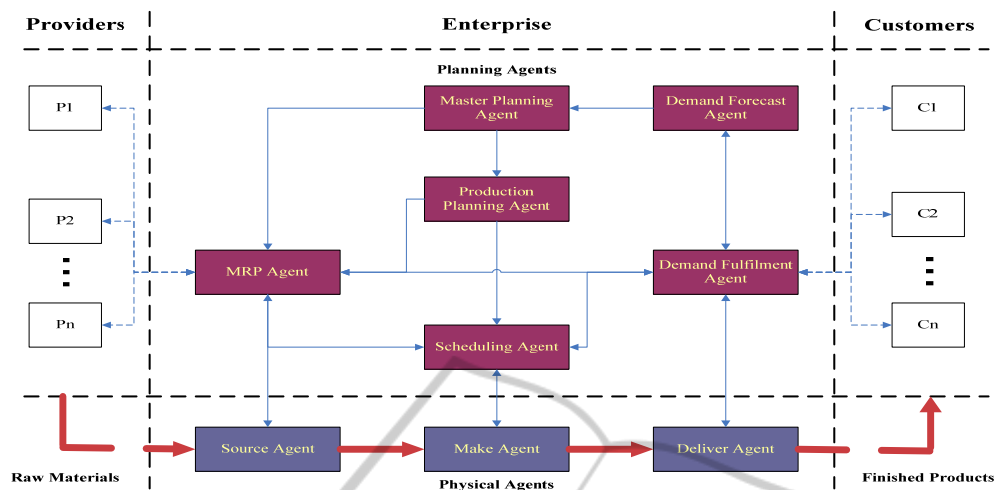 Providers
Enterprise
Customers
Planning Agents
P1
Master Planning
Agent
Demand Forecast
Agent
C1
Production
Planning Agent
P2
C2
MRP Agent
Demand Fulfilment
Agent
Pn
Cn
Scheduling Agent
Source Agent
Make Agent
Deliver Agent
Raw Materials
Physical Agents
Finished Products